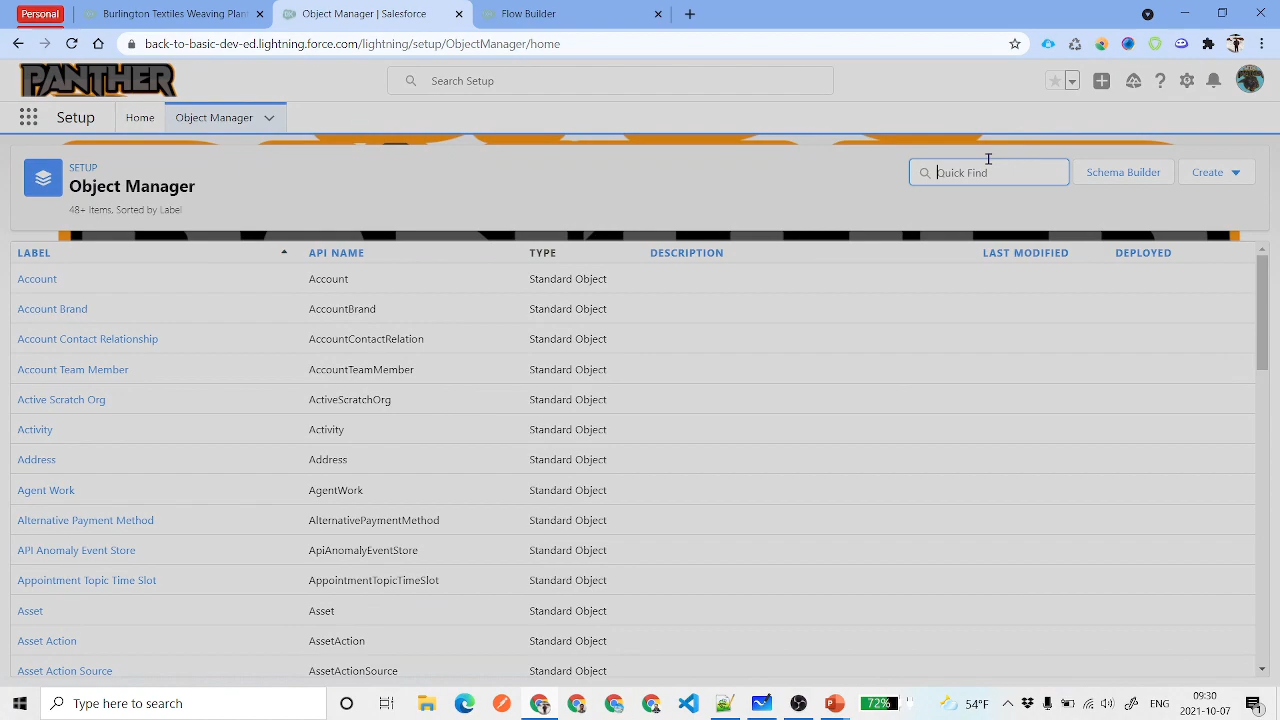 Personal
Burlington Textiles Weaving Plant
Object Manager | Salesforce
Flow Builder
back-to-basic-dev-ed.lightning.force.com/lightning/setup/ObjectManager/home
PANTHER
Search Setup
Setup
Home
Object Manager
SETUP
Object Manager
48+ Items, Sorted by Label
Quick Find
Schema Builder
Create
LABEL API NAME TYPE DESCRIPTION LAST MODIFIED DEPLOYED
Account Account Standard Object
Account Brand AccountBrand Standard Object
Account Contact Relationship AccountContactRelation Standard Object
Account Team Member AccountTeamMember Standard Object
Active Scratch Org ActiveScratchOrg Standard Object
Activity Activity Standard Object
Address Address Standard Object
Agent Work AgentWork Standard Object
Alternative Payment Method AlternativePaymentMethod Standard Object
API Anomaly Event Store ApiAnomalyEventStore Standard Object
Appointment Topic Time Slot AppointmentTopicTimeSlot Standard Object
Asset Asset Standard Object
Asset Action AssetAction Standard Object
Asset Action Source AssetActionSource Standard Object
Type here to search
72%
54°F
09:30
2021-10-07